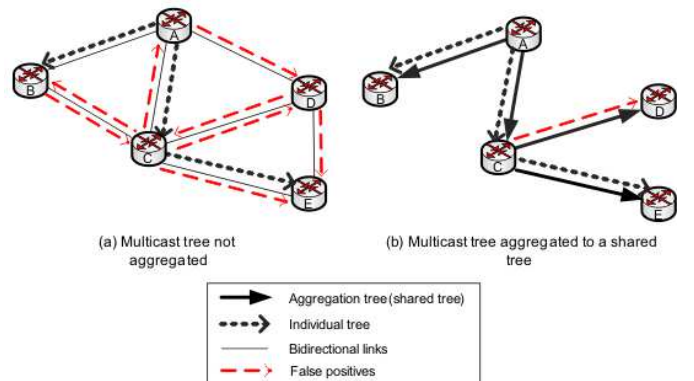 A
B
D
C
E
(a) Multicast tree not
aggregated
A
B
D
C
E
(b) Multicast tree aggregated to a shared
tree
Aggregation tree (shared tree)
Individual tree
Bidirectional links
False positives